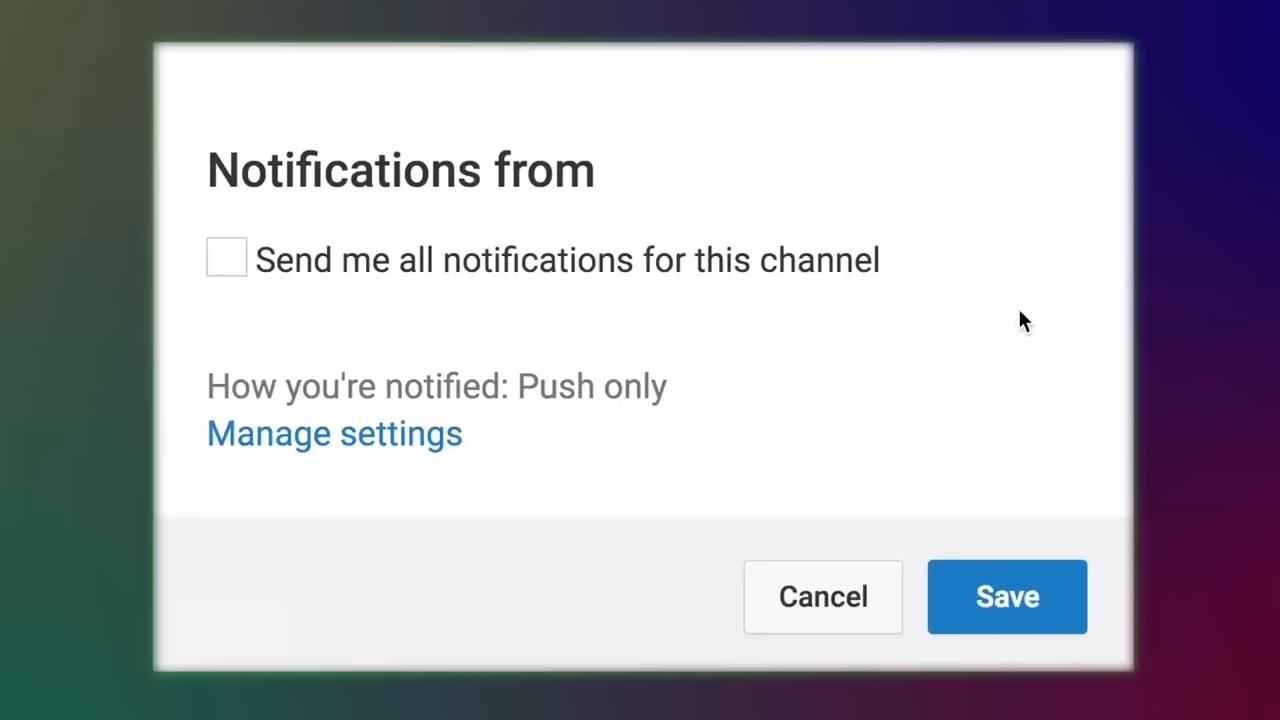 Notifications from
Send me all notifications for this channel
How you're notified: Push only
Manage settings
Cancel
Save